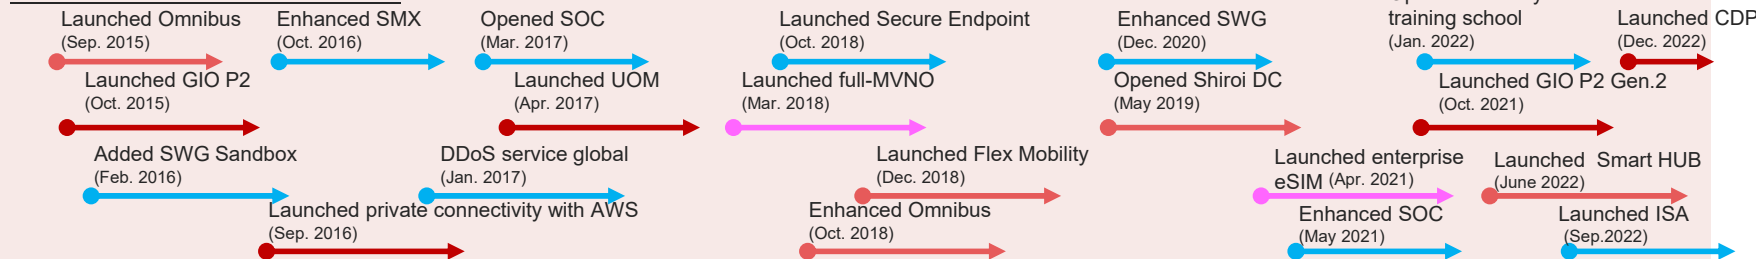 Launched Omnibus
(Sep. 2015)
Enhanced SMX
(Oct. 2016)
Opened SOC
(Mar. 2017)
Launched Secure Endpoint
(Oct. 2018)
Enhanced SWG
(Dec. 2020)
training school
(Jan. 2022)
Launched CDP
(Dec. 2022)
Launched GIO P2
(Oct. 2015)
Launched UOM
(Apr. 2017)
Launched full-MVNO
(Mar. 2018)
Opened Shiroi DC
(May 2019)
Launched GIO P2 Gen.2
(Oct. 2021)
Added SWG Sandbox
(Feb. 2016)
DDoS service global
(Jan. 2017)
Launched Flex Mobility
(Dec. 2018)
Launched enterprise
eSIM (Apr. 2021)
Launched  Smart HUB
(June 2022)
Launched private connectivity with AWS
(Sep. 2016)
Enhanced Omnibus
(Oct. 2018)
Enhanced SOC
(May 2021)
Launched ISA
(Sep.2022)